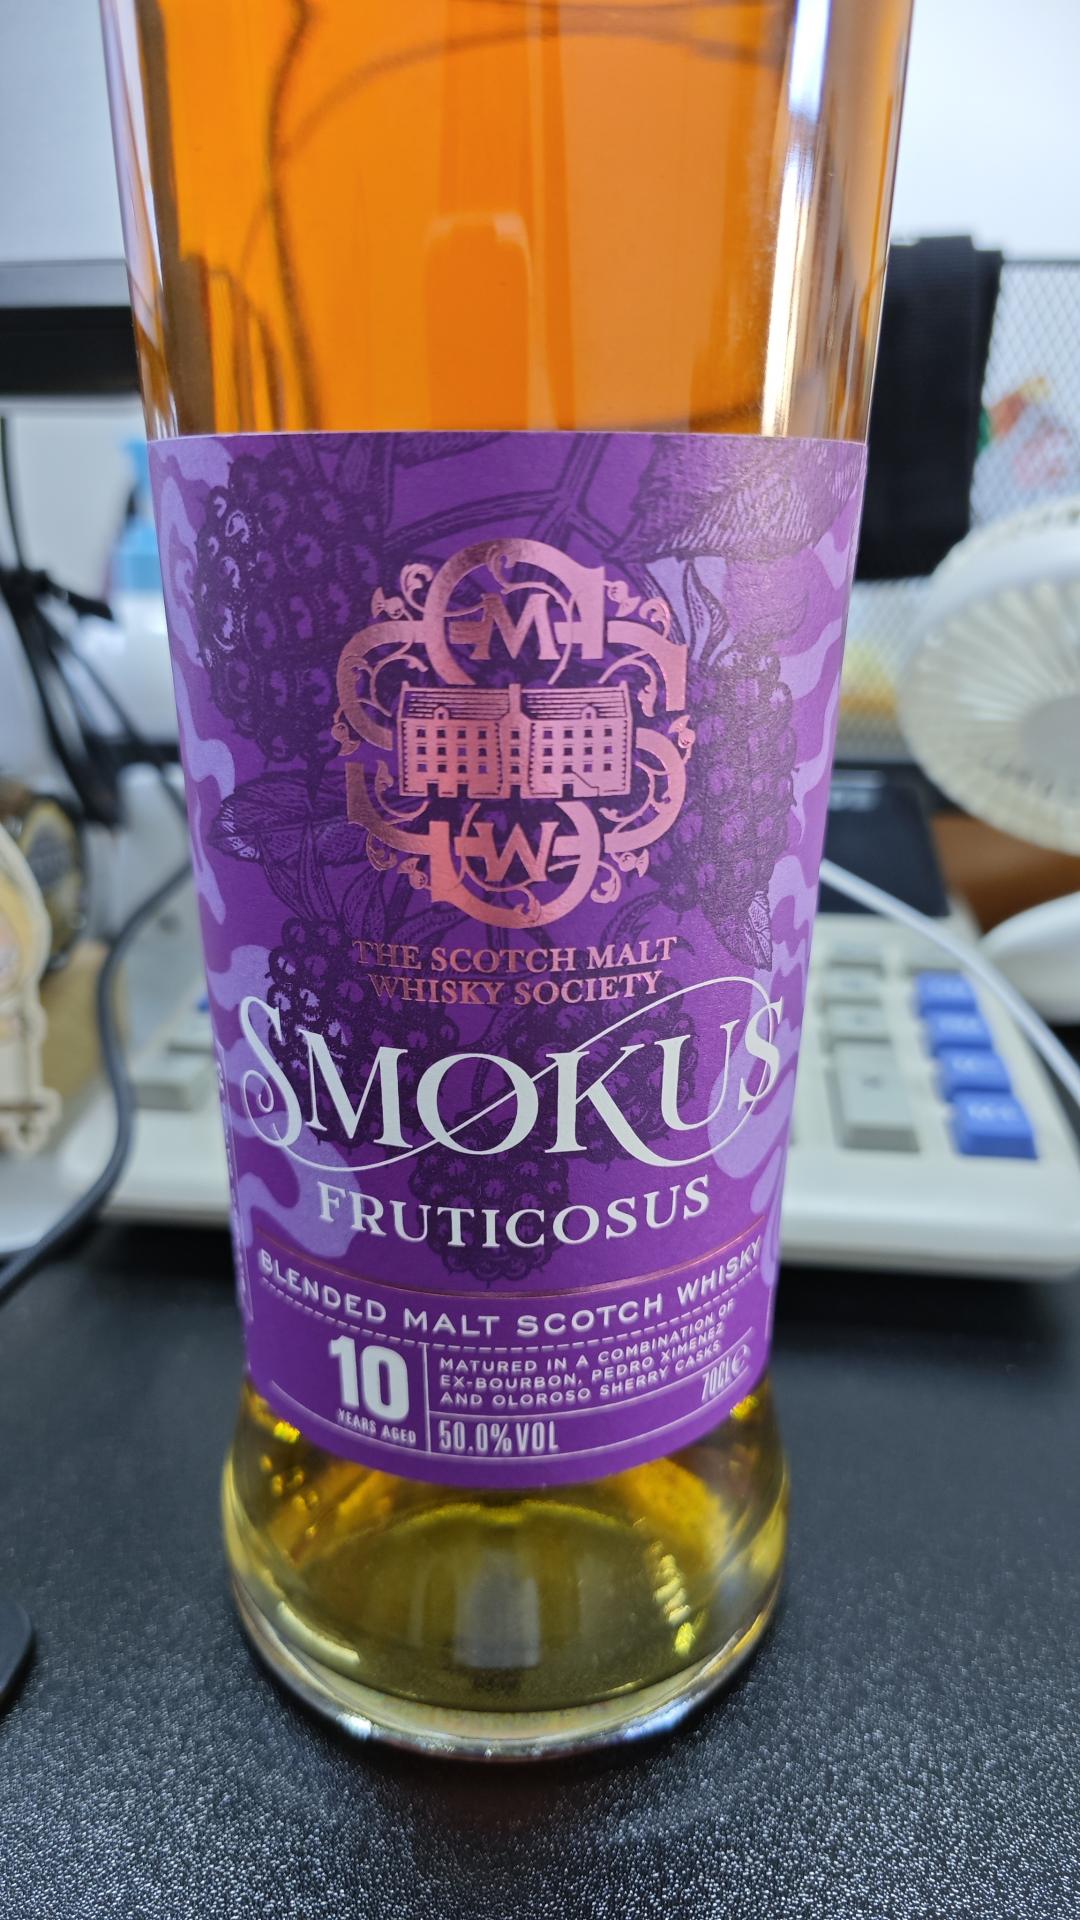 S M S W
THE SCOTCH MALT
WHISKY SOCIETY
SMOKUS
FRUTICOSUS
BLENDED MALT SCOTCH WHISKY
10
YEARS AGED
MATURED IN A COMBINATION OF
EX-BOURBON, PEDRO XIMENEZ
AND OLOROSO SHERRY CASKS
70CL℮
50.0%VOL